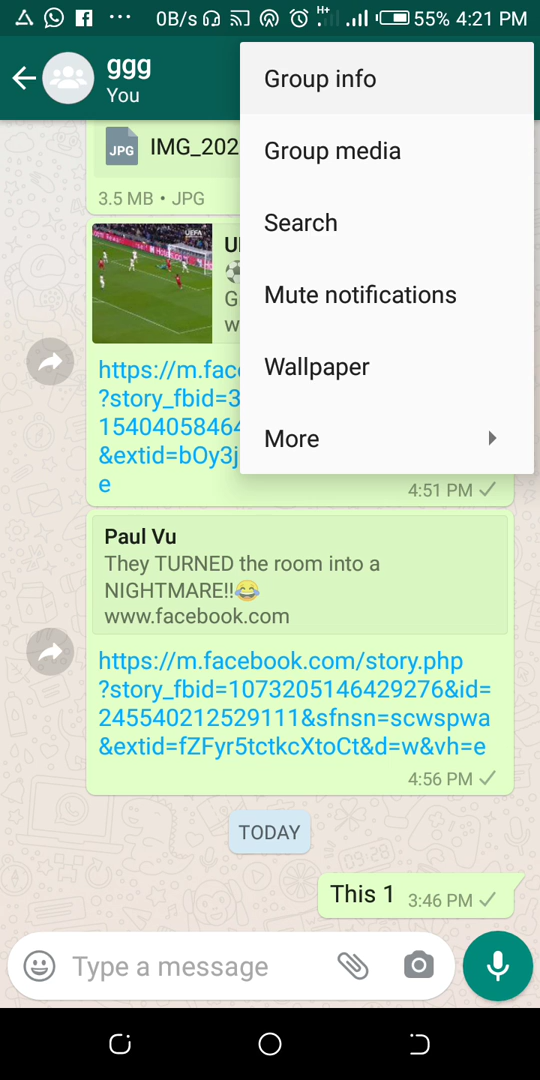 0B/s H+ 55% 4:21 PM
ggg
You
Group info
Group media
Search
Mute notifications
Wallpaper
More
JPG IMG_202
3.5 MB • JPG
UEFA
U
G
w
https://m.fac
?story_fbid=3
15404058464
&extid=bOy3j
e
4:51 PM
Paul Vu
They TURNED the room into a
NIGHTMARE!!😂
www.facebook.com
https://m.facebook.com/story.php
?story_fbid=1073205146429276&id=
245540212529111&sfnsn=scwspwa
&extid=fZFyr5tctkcXtoCt&d=w&vh=e
4:56 PM
TODAY
This 1 3:46 PM
Type a message